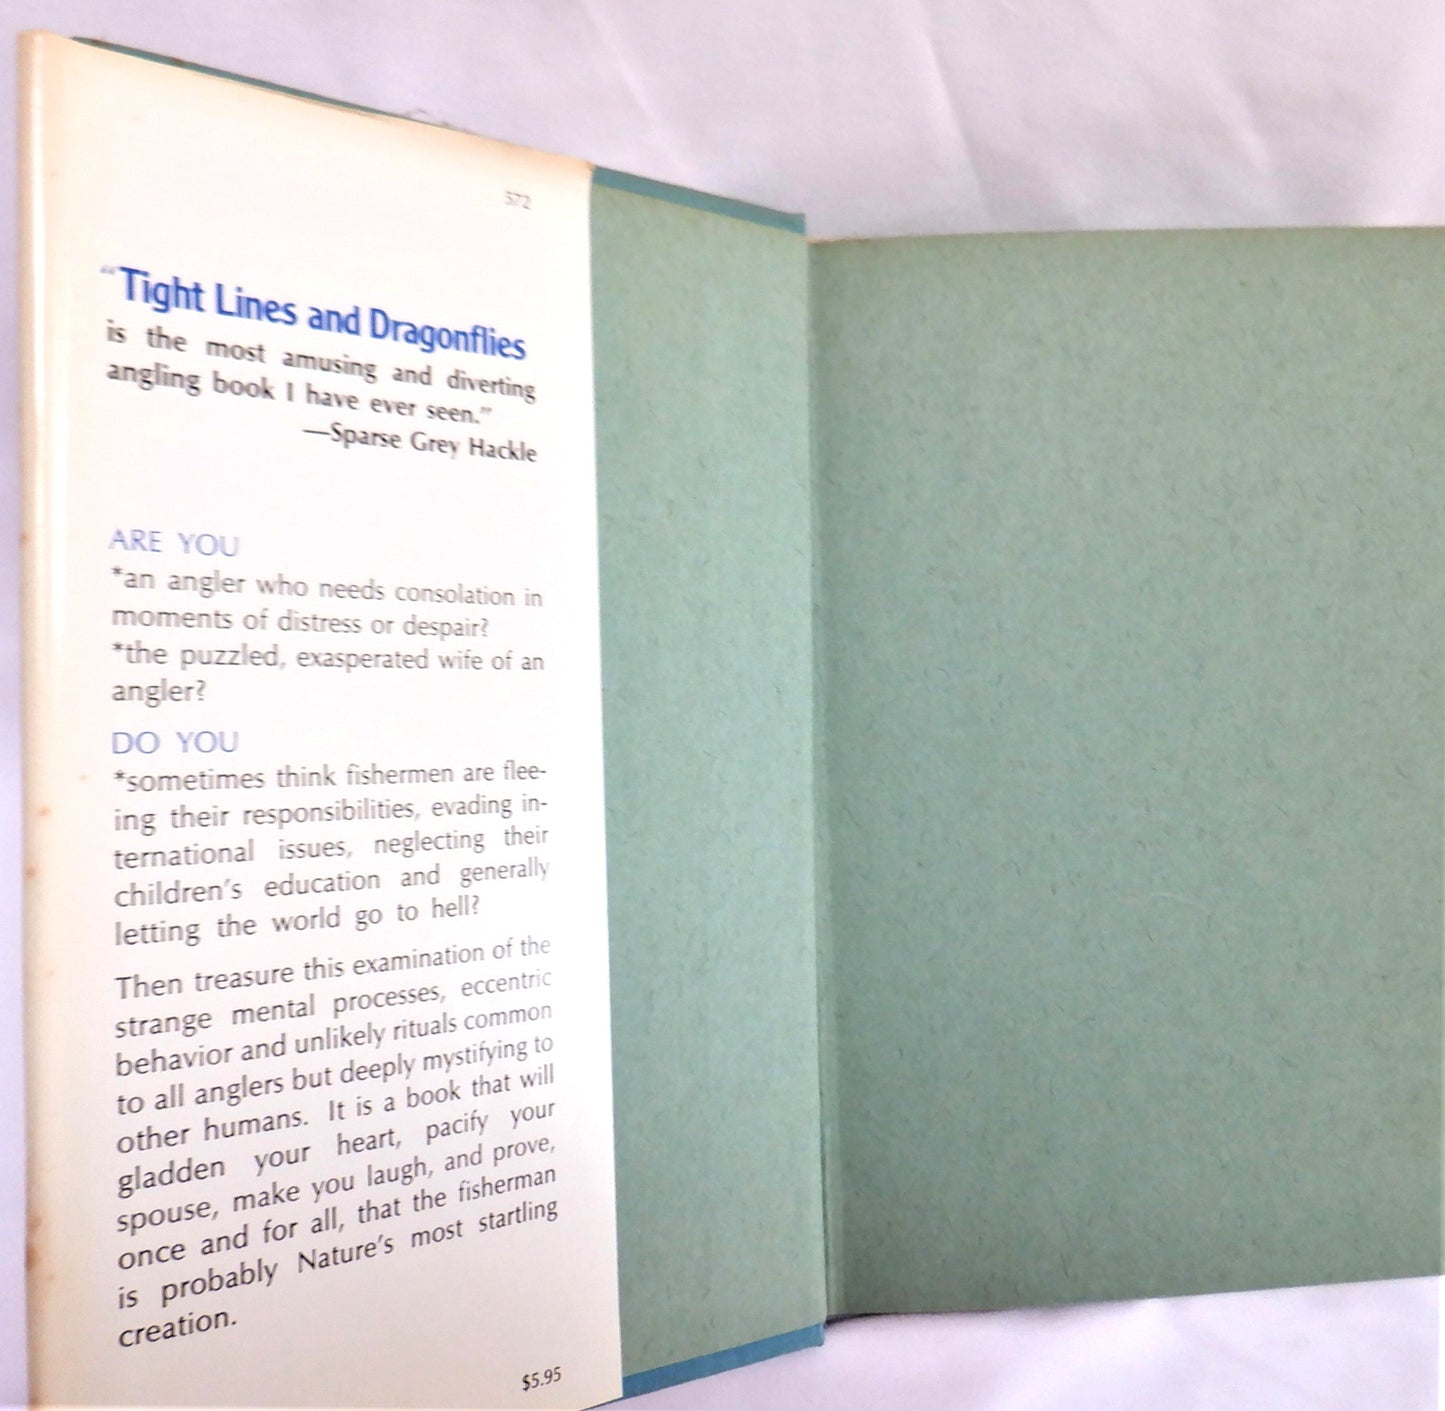 572
"Tight Lines and Dragonflies
is the most amusing and diverting
angling book I have ever seen."
—Sparse Grey Hackle
ARE YOU
*an angler who needs consolation in
moments of distress or despair?
*the puzzled, exasperated wife of an
angler?
DO YOU
*sometimes think fishermen are flee-
ing their responsibilities, evading in-
ternational issues, neglecting their
children's education and generally
letting the world go to hell?
Then treasure this examination of the
strange mental processes, eccentric
behavior and unlikely rituals common
to all anglers but deeply mystifying to
other humans. It is a book that will
gladden your heart, pacify your
spouse, make you laugh, and prove,
once and for all, that the fisherman
is probably Nature's most startling
creation.
$5.95